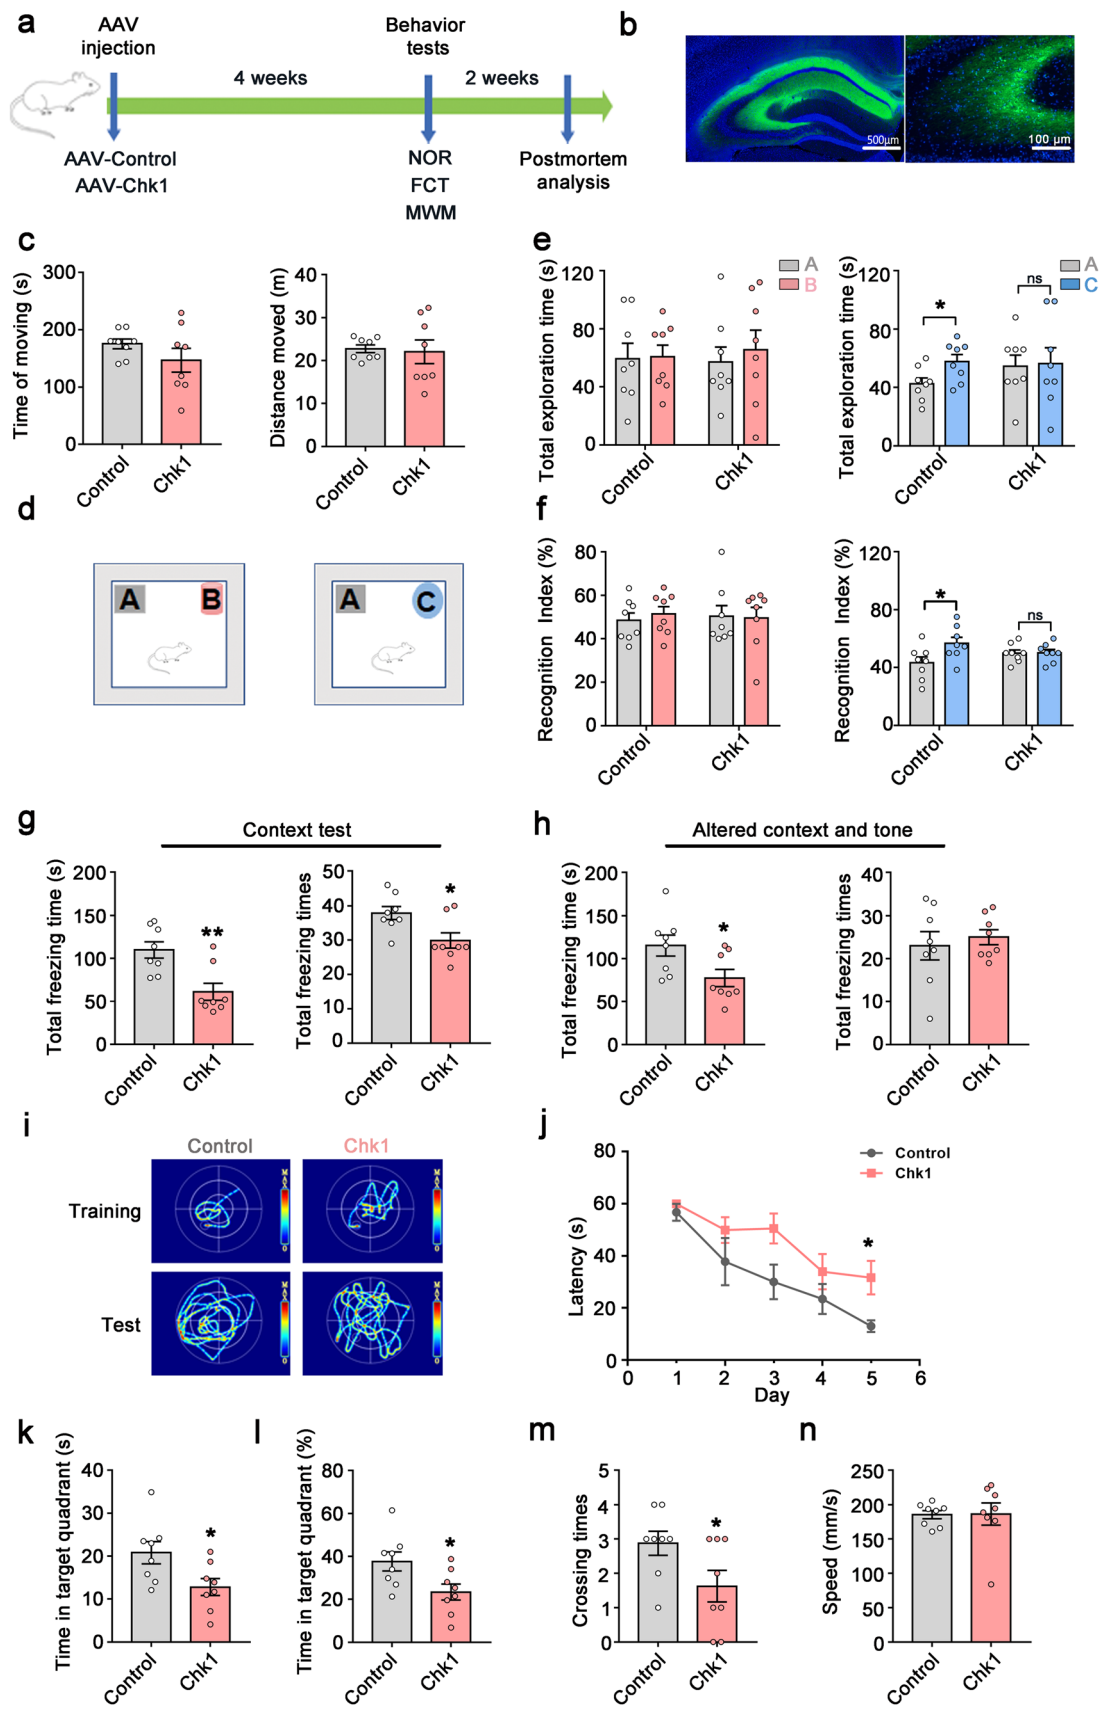 a
AAV
injection
Behavior
tests
4 weeks
2 weeks
AAV-Control
AAV-Chk1
NOR
FCT
MWM
Postmortem
analysis
b
500μm
100 μm
c
Time of moving (s)
300
200
100
0
Control
Chk1
Distance moved (m)
40
30
20
10
0
Control
Chk1
e
Total exploration time (s)
120
80
40
0
A
B
Control
Chk1
Total exploration time (s)
120
80
40
0
*
ns
A
C
Control
Chk1
d
A
B
A
C
f
Recognition Index (%)
80
60
40
20
0
Control
Chk1
Recognition Index (%)
120
80
40
0
*
ns
Control
Chk1
g
Context test
Total freezing time (s)
200
150
100
50
0
**
Control
Chk1
Total freezing times
50
40
30
20
10
0
*
Control
Chk1
h
Altered context and tone
Total freezing time (s)
200
150
100
50
0
*
Control
Chk1
Total freezing times
40
30
20
10
0
Control
Chk1
i
Control
Chk1
Training
MAX
0
MAX
0
Test
MAX
0
MAX
0
j
Latency (s)
80
60
40
20
0
Control
Chk1
*
0 1 2 3 4 5 6
Day
k
Time in target quadrant (s)
40
30
20
10
0
*
Control
Chk1
l
Time in target quadrant (%)
80
60
40
20
0
*
Control
Chk1
m
Crossing times
5
4
3
2
1
0
*
Control
Chk1
n
Speed (mm/s)
250
200
150
100
50
0
Control
Chk1